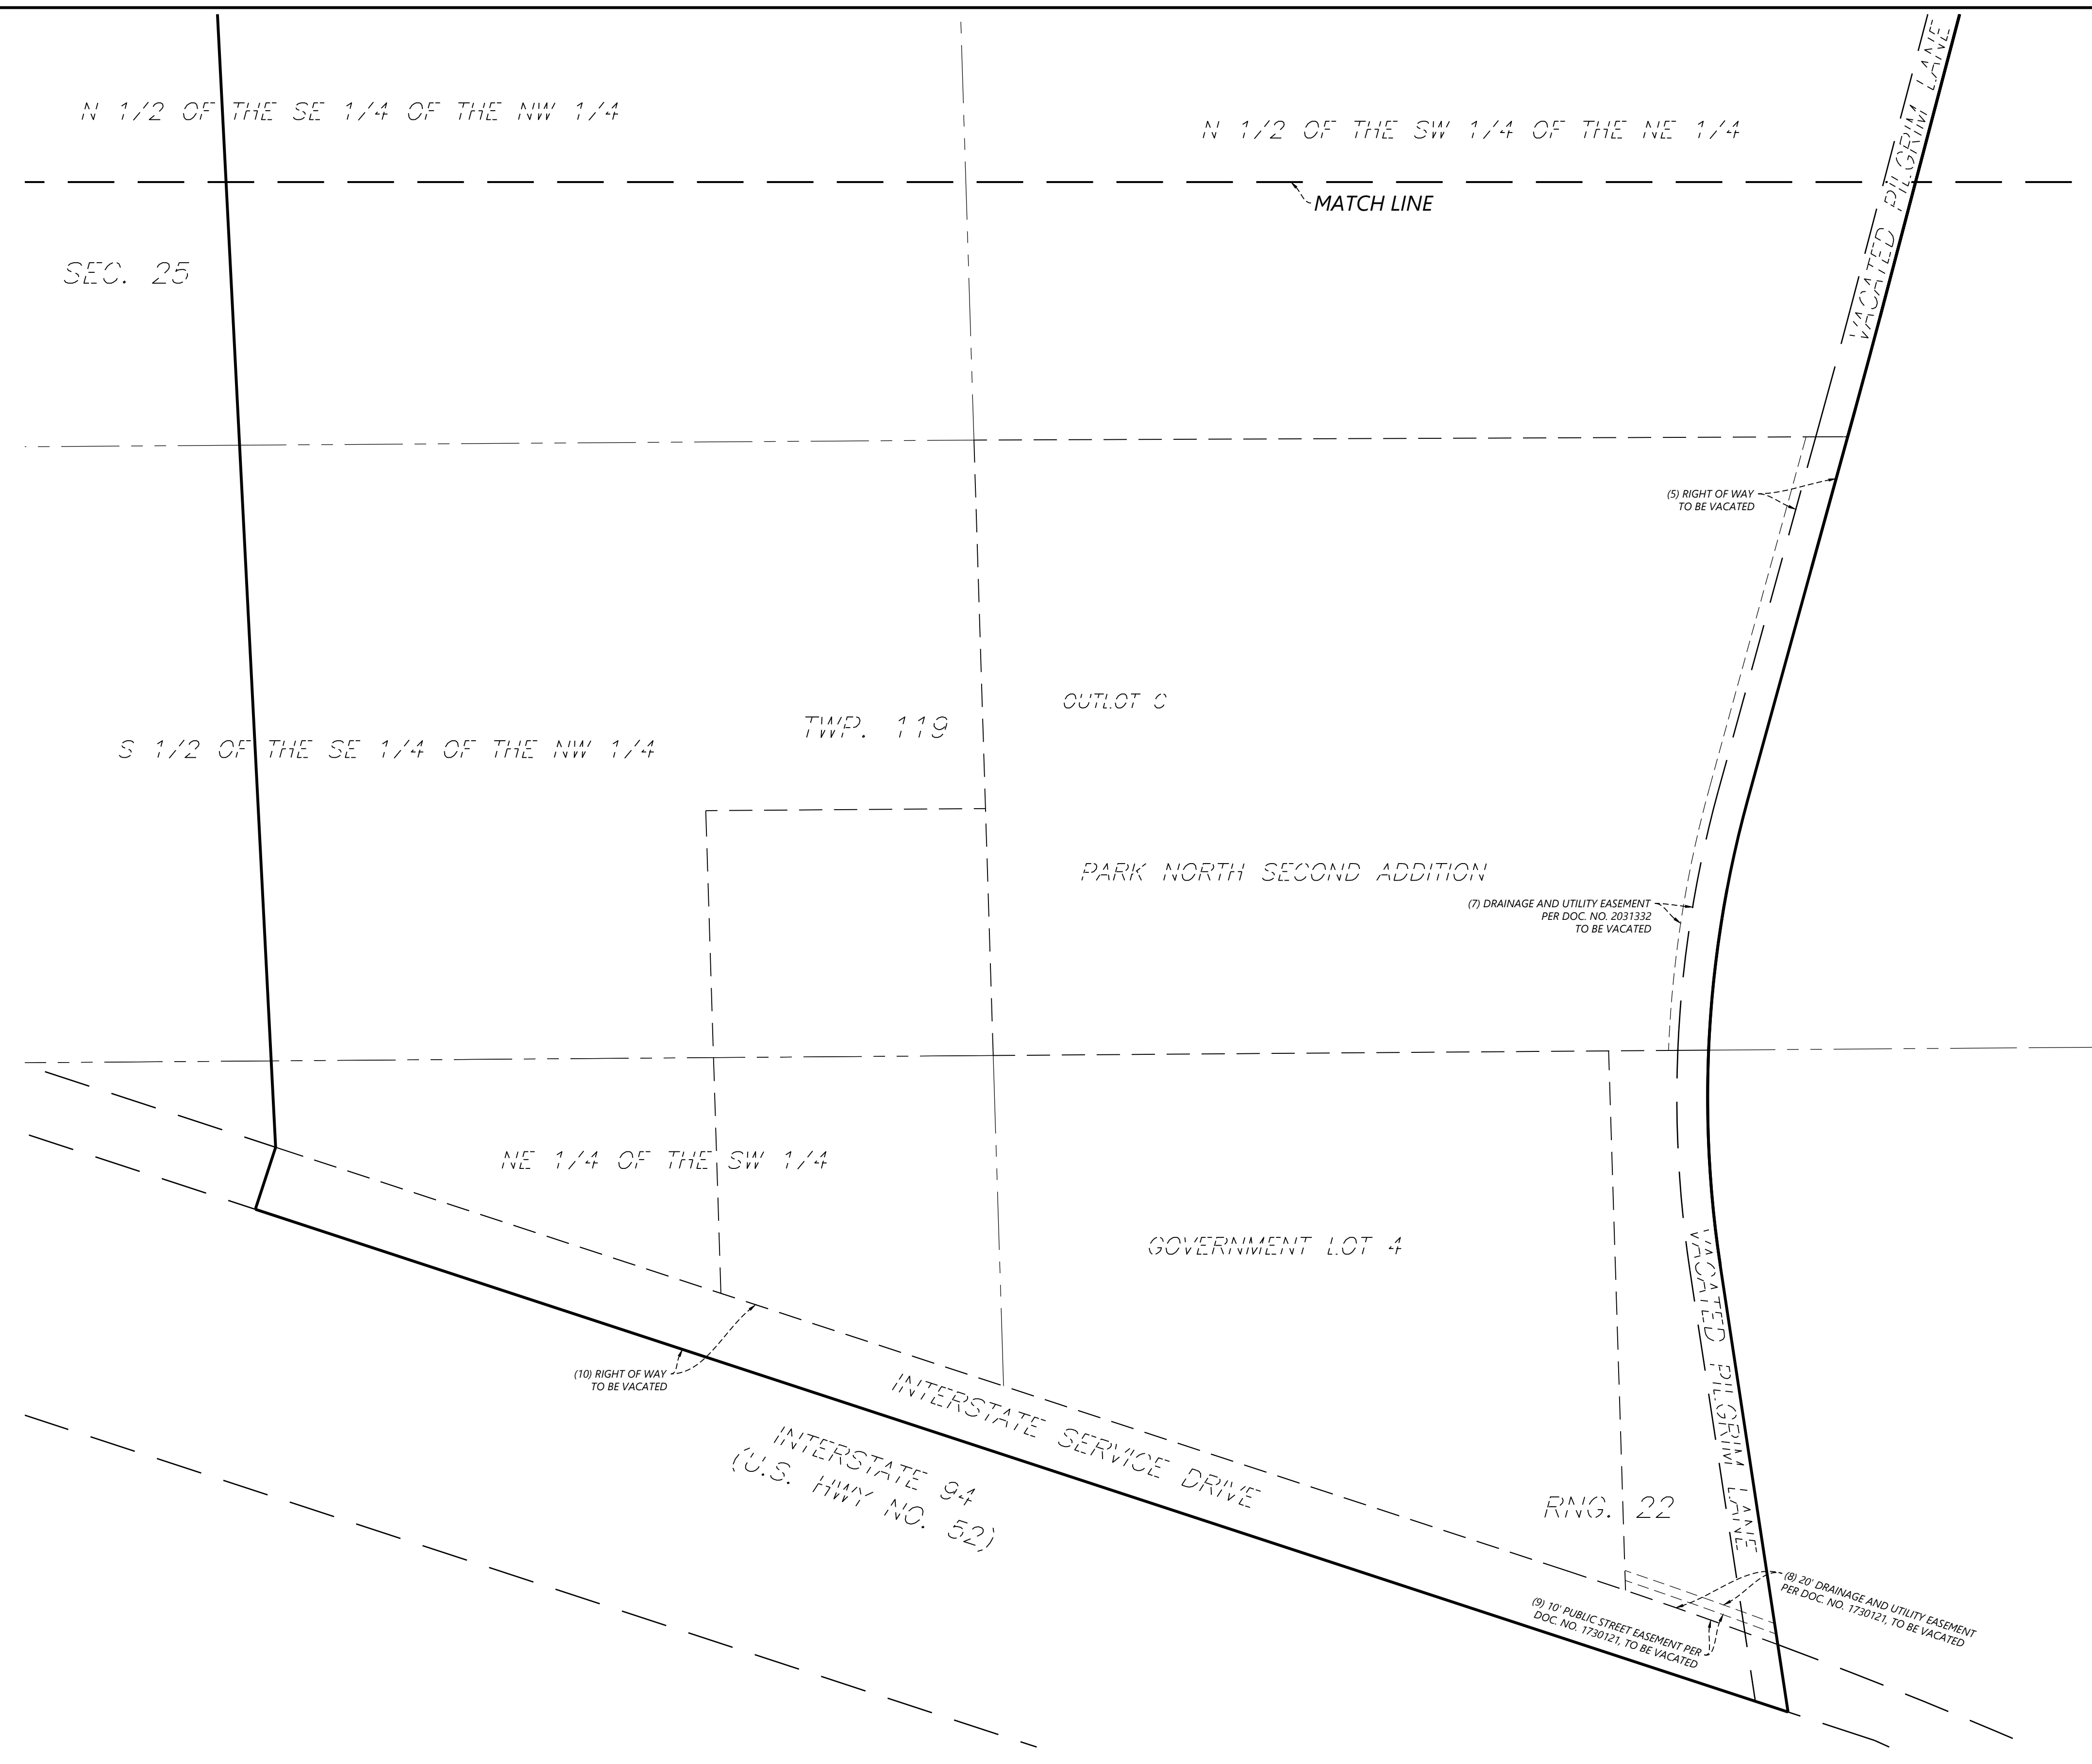 VACATED PILGRIM LANE
N 1/2 OF THE SE 1/4 OF THE NW 1/4
N 1/2 OF THE SW 1/4 OF THE NE 1/4
MATCH LINE
SEC. 25
(5) RIGHT OF WAY
TO BE VACATED
OUTLOT C
TWP. 119
S 1/2 OF THE SE 1/4 OF THE NW 1/4
PARK NORTH SECOND ADDITION
(7) DRAINAGE AND UTILITY EASEMENT
PER DOC. NO. 2031332
TO BE VACATED
NE 1/4 OF THE SW 1/4
GOVERNMENT LOT 4
VACATED PILGRIM LANE
(10) RIGHT OF WAY
TO BE VACATED
INTERSTATE SERVICE DRIVE
INTERSTATE 94
(U.S. HWY NO. 52)
RNG. 22
(8) 20' DRAINAGE AND UTILITY EASEMENT
PER DOC. NO. 1730121, TO BE VACATED
(9) 10' PUBLIC STREET EASEMENT PER
DOC. NO. 1730121, TO BE VACATED